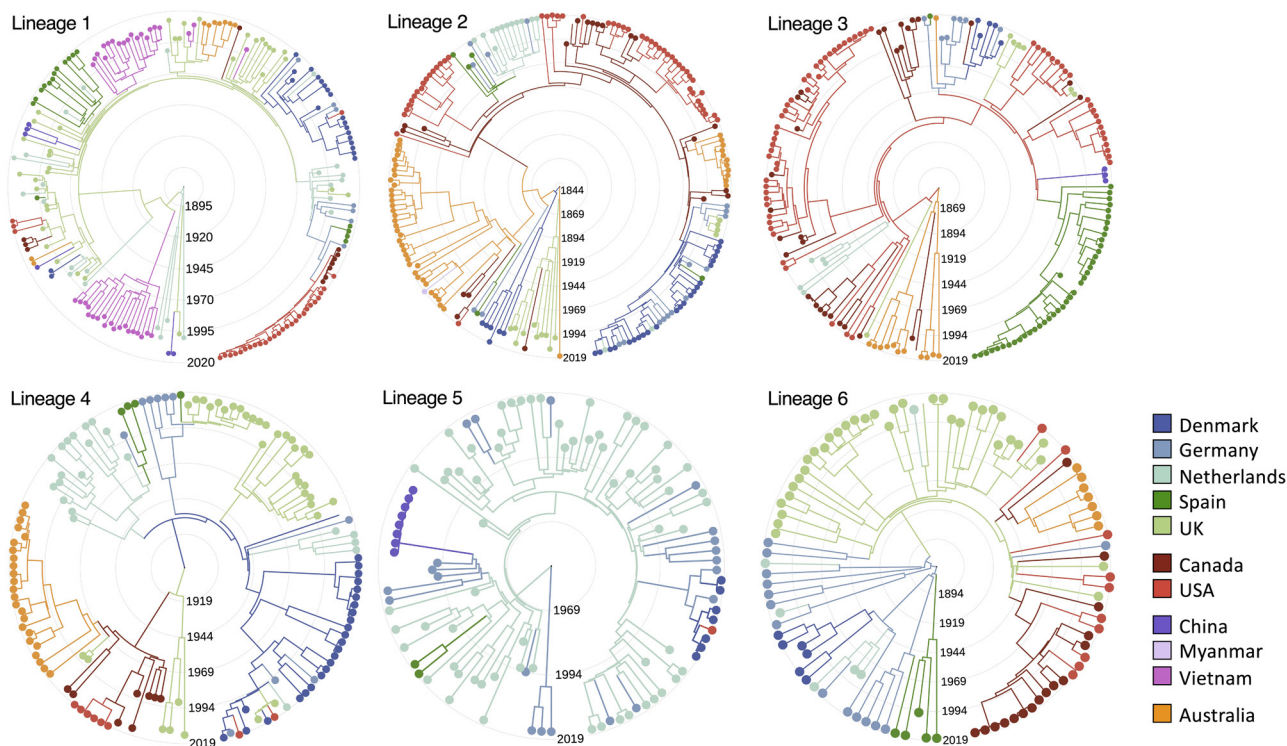 Lineage 1
1895
1920
1945
1970
1995
2020
Lineage 2
1844
1869
1894
1919
1944
1969
1994
2019
Lineage 3
1869
1894
1919
1944
1969
1994
2019
Lineage 4
1919
1944
1969
1994
2019
Lineage 5
1969
1994
2019
Lineage 6
1894
1919
1944
1969
1994
2019
Denmark
Germany
Netherlands
Spain
UK
Canada
USA
China
Myanmar
Vietnam
Australia